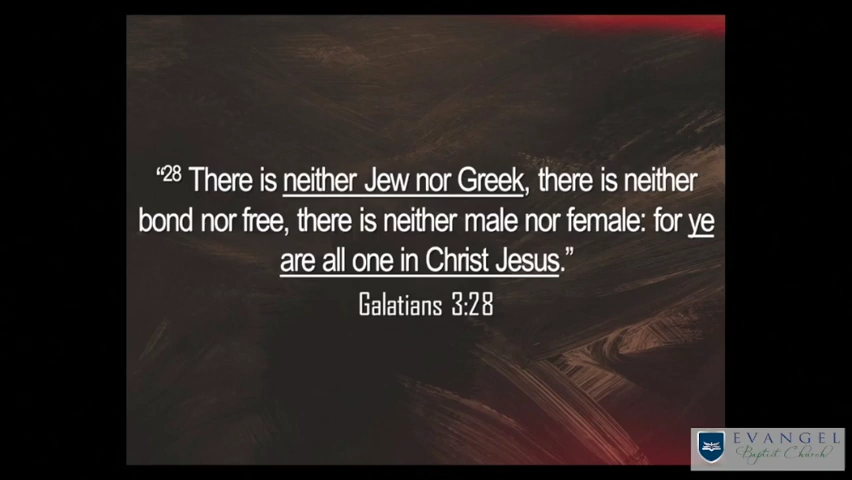 “28 There is neither Jew nor Greek, there is neither
bond nor free, there is neither male nor female: for ye
are all one in Christ Jesus.”
Galatians 3:28
EVANGEL
Baptist Church